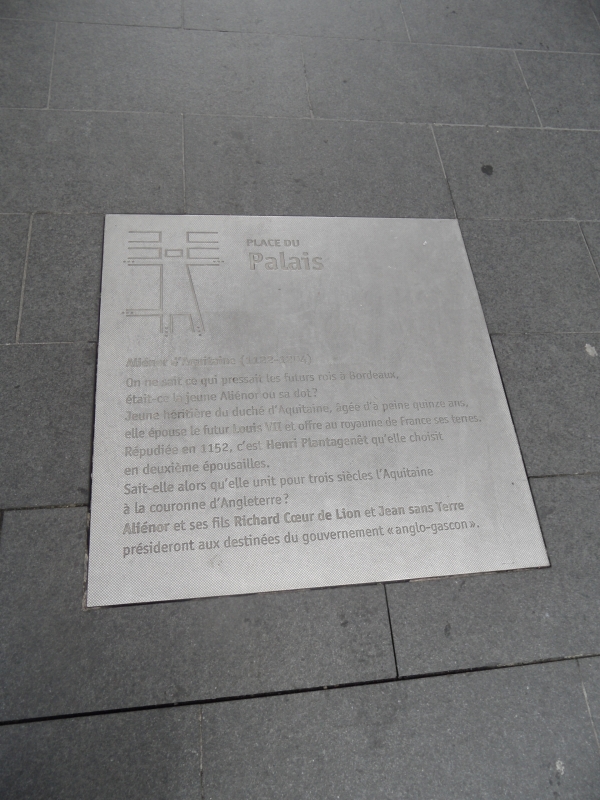 PLACE DU
Palais
Aliénor d'Aquitaine (1122-1204)
On ne sait ce qui pressait les futurs rois à Bordeaux,
était-ce la jeune Aliénor ou sa dot?
Jeune héritière du duché d'Aquitaine, âgée d'à peine quinze ans,
elle épouse le futur Louis VII et offre au royaume de France ses terres.
Répudiée en 1152, c'est Henri Plantagenêt qu'elle choisit
en deuxième épousailles.
Sait-elle alors qu'elle unit pour trois siècles l'Aquitaine
à la couronne d'Angleterre?
Aliénor et ses fils Richard Cœur de Lion et Jean sans Terre
présideront aux destinées du gouvernement «anglo-gascon».